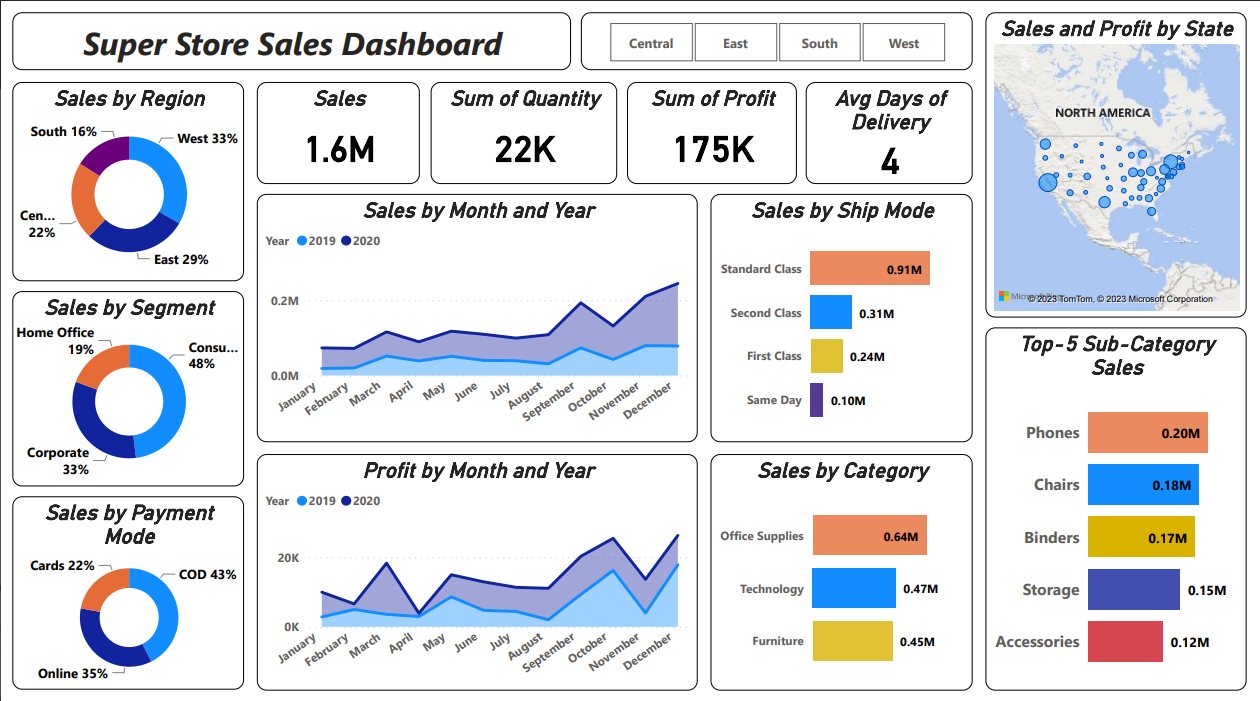 Super Store Sales Dashboard
Central
East
South
West
Sales by Region
South 16%
West 33%
Cen...
22%
East 29%
Sales by Segment
Home Office
19%
Consu...
48%
Corporate
33%
Sales by Payment
Mode
Cards 22%
COD 43%
Online 35%
Sales
1.6M
Sum of Quantity
22K
Sum of Profit
175K
Avg Days of
Delivery
4
Sales by Month and Year
Year 2019 2020
0.2M
0.0M
January
February
March
April
May
June
July
August
September
October
November
December
Profit by Month and Year
Year 2019 2020
20K
0K
January
February
March
April
May
June
July
August
September
October
November
December
Sales by Ship Mode
Standard Class 0.91M
Second Class 0.31M
First Class 0.24M
Same Day 0.10M
Sales by Category
Office Supplies 0.64M
Technology 0.47M
Furniture 0.45M
Sales and Profit by State
NORTH AMERICA
© 2023 TomTom, © 2023 Microsoft Corporation
Top-5 Sub-Category
Sales
Phones 0.20M
Chairs 0.18M
Binders 0.17M
Storage 0.15M
Accessories 0.12M